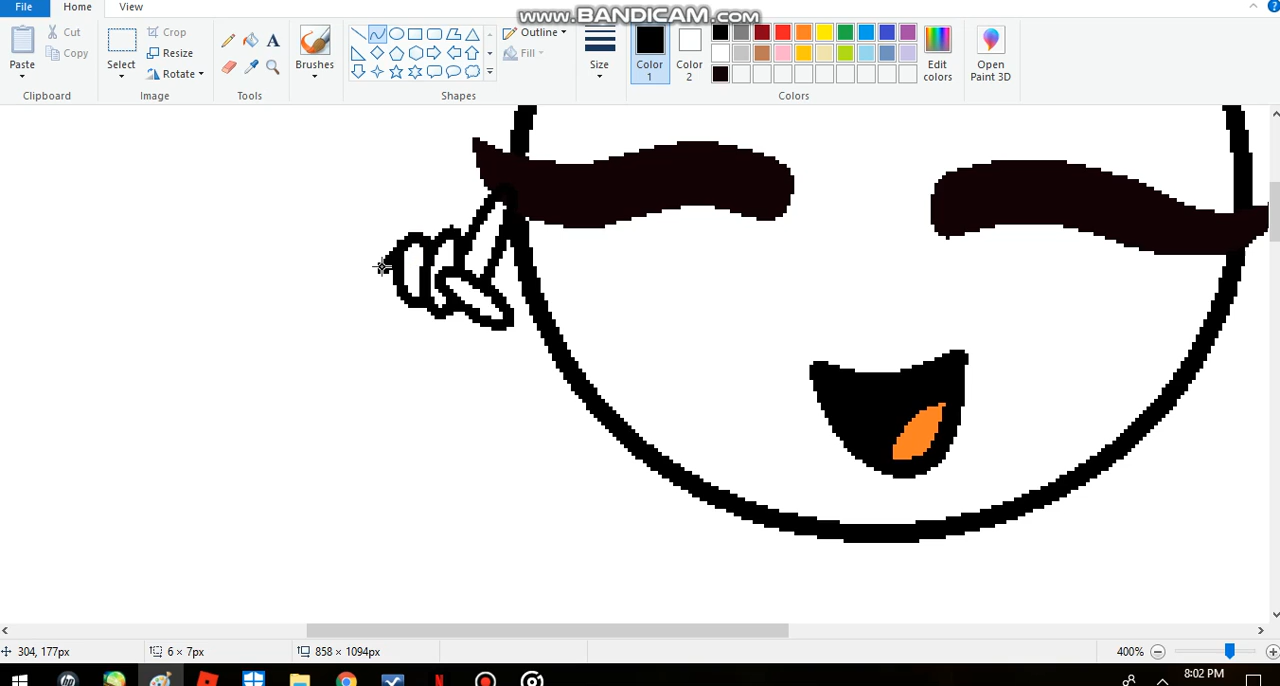 www.BANDICAM.com
File Home View
Paste Cut Copy Clipboard
Select Crop Resize Rotate Image
A Tools
Brushes
Shapes Outline Fill
Size
Color 1 Color 2 Edit colors Colors
Open Paint 3D
304, 177px 6 × 7px 858 × 1094px 400%
8:02 PM